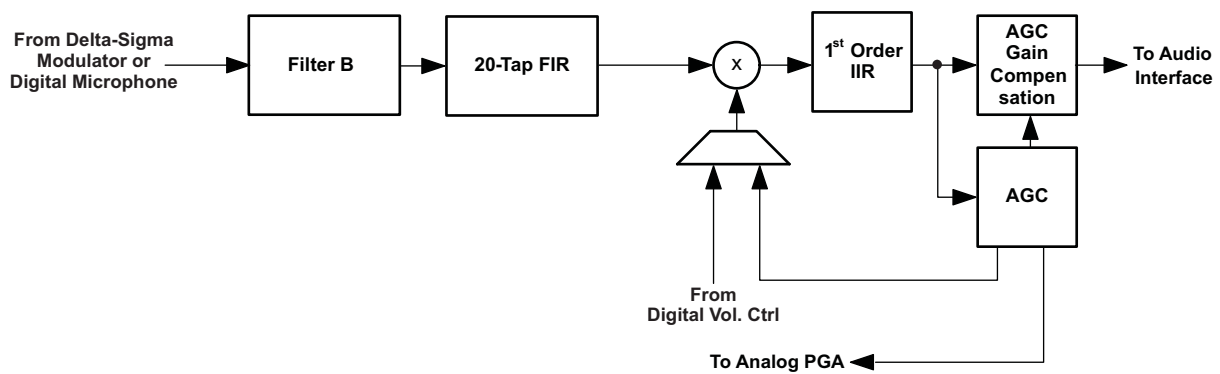 From Delta-Sigma
Modulator or
Digital Microphone
Filter B
20-Tap FIR
x
1st Order
IIR
AGC
Gain
Compen
sation
To Audio
Interface
AGC
From
Digital Vol. Ctrl
To Analog PGA